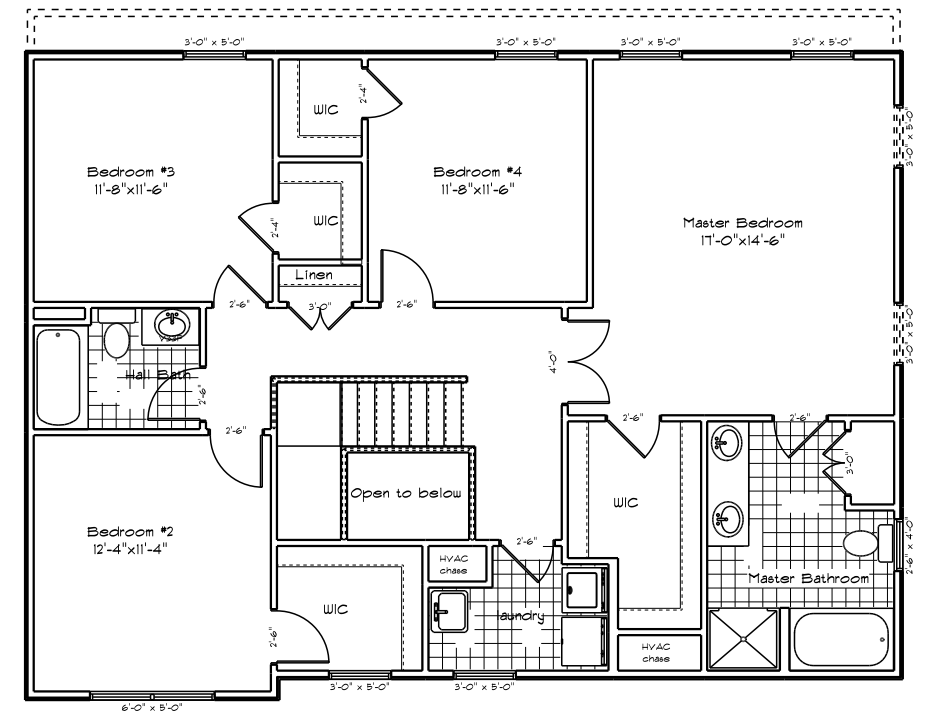 3'-0" x 5'-0"
3'-0" x 5'-0"
3'-0" x 5'-0"
3'-0" x 5'-0"
2'-4"
WIC
3'-0" x 5'-0"
Bedroom #3
11'-8"x11'-6"
Bedroom #4
11'-8"x11'-6"
2'-4"
WIC
Master Bedroom
17'-0"x14'-6"
Linen
2'-6"
3'-0"
2'-6"
3'-0" x 5'-0"
Hall Bath
4'-0"
2'-6"
2'-6"
2'-6"
2'-6"
3'-0"
Open to below
WIC
Bedroom #2
12'-4"x11'-4"
2'-6"
2'-6" x 4'-0"
HVAC
chase
Master Bathroom
WIC
laundry
2'-6"
HVAC
chase
3'-0" x 5'-0"
3'-0" x 5'-0"
6'-0" x 5'-0"